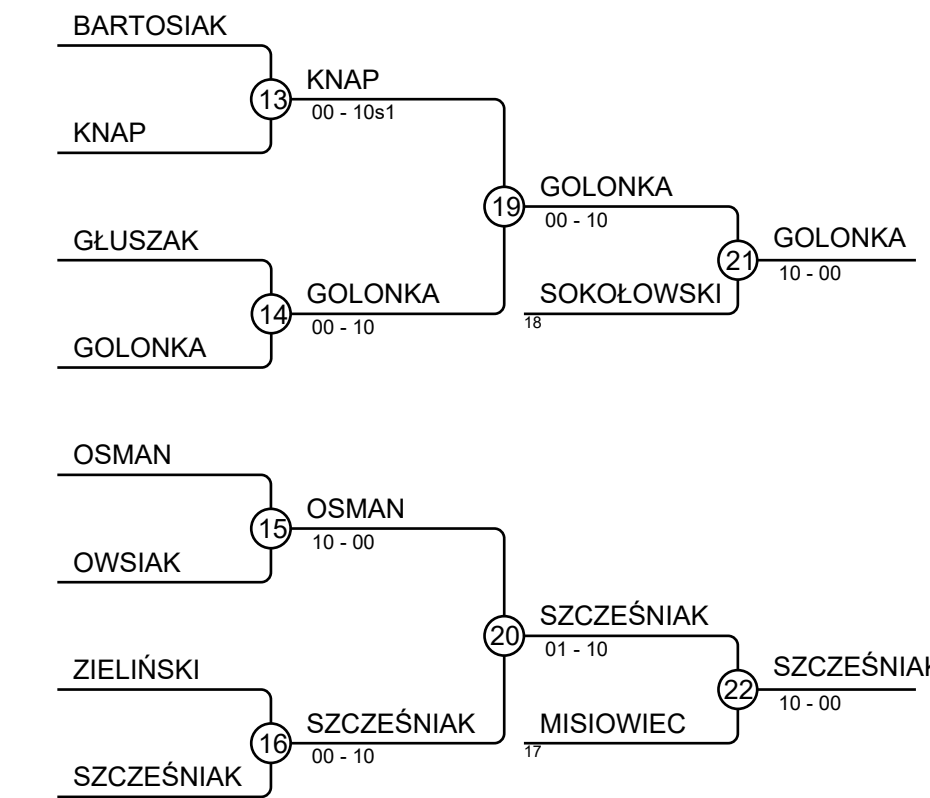 BARTOSIAK
13
KNAP
00 - 10s1
KNAP
19
GOLONKA
00 - 10
GŁUSZAK
14
GOLONKA
00 - 10
GOLONKA
SOKOŁOWSKI
18
21
GOLONKA
10 - 00
OSMAN
15
OSMAN
10 - 00
OWSIAK
20
SZCZEŚNIAK
01 - 10
ZIELIŃSKI
16
SZCZEŚNIAK
00 - 10
SZCZEŚNIAK
MISIOWIEC
17
22
SZCZEŚNIAK
10 - 00